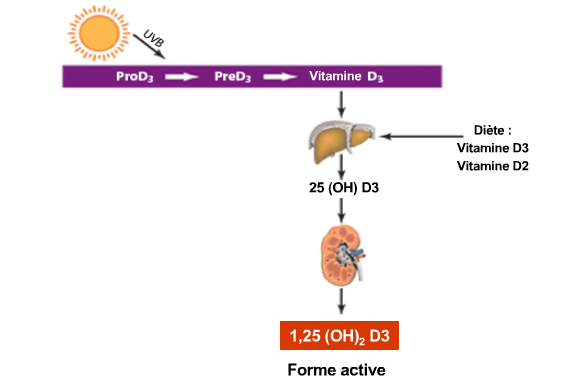 UVB
ProD₃ PreD₃ Vitamine D₃
Diète :
Vitamine D3
Vitamine D2
25 (OH) D3
1,25 (OH)₂ D3
Forme active